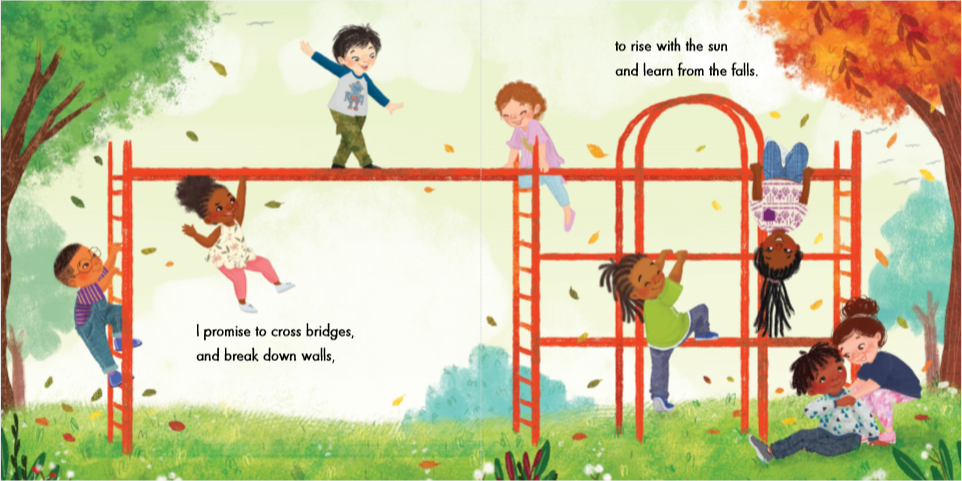 I promise to cross bridges,
and break down walls,
to rise with the sun
and learn from the falls.